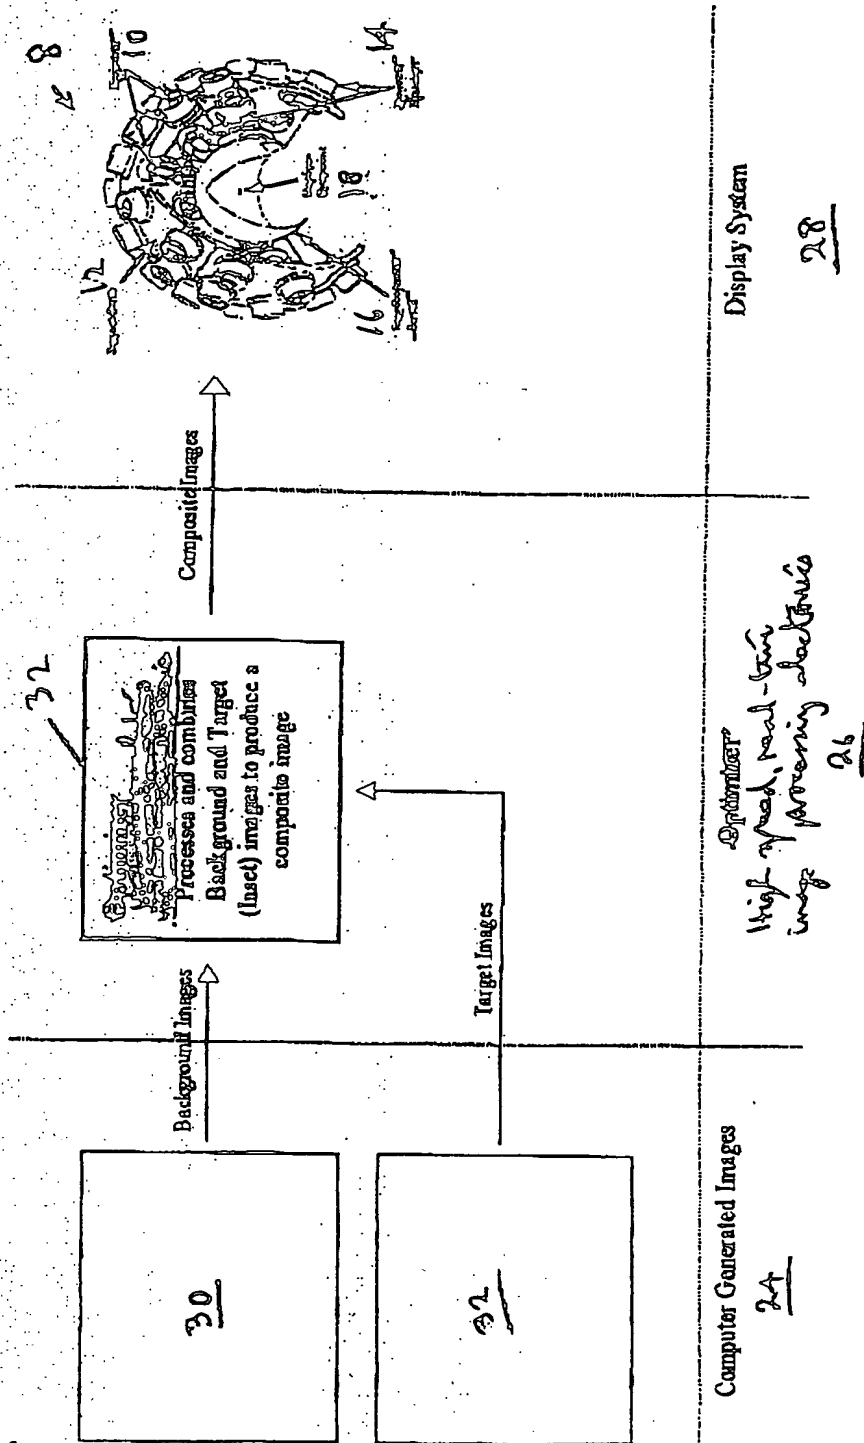 30
32
Computer Generated Images
24
Background Images
Target Images
32
Processes and combines
Background and Target
(Inset) images to produce a
composite image
Optimizer
High speed, real-time
image processing electronics
26
Composite Images
8
10
12
14
16
18
Display System
28